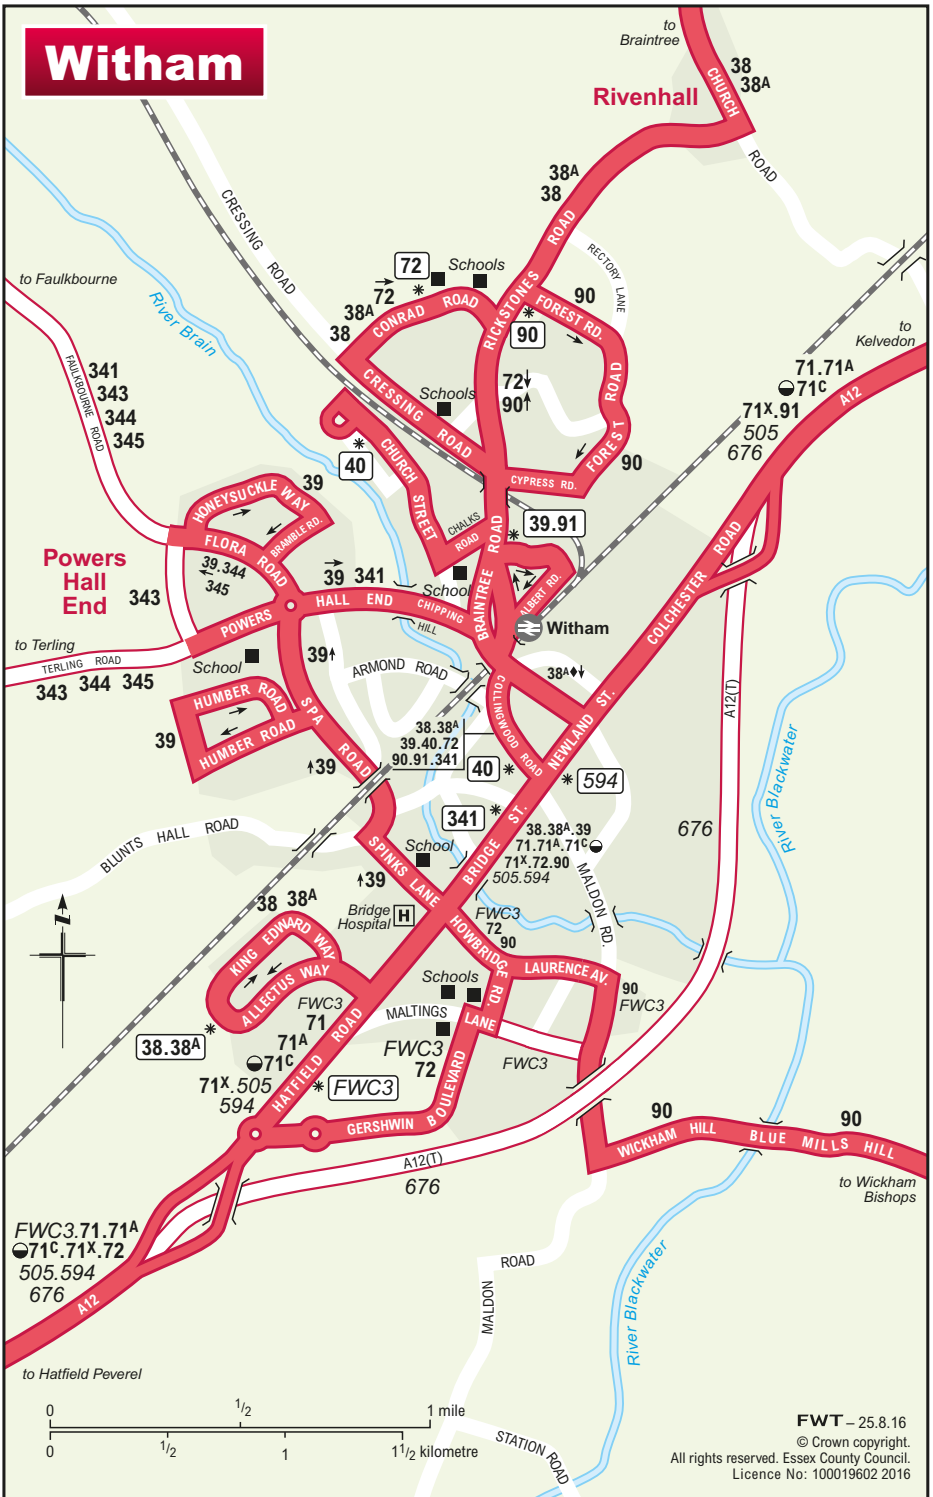 Witham
to
Braintree
38
38A
CHURCH
Rivenhall
ROAD
38A
38
ROAD
RICKSTONES
RECTORY LANE
CRESSING ROAD
to Faulkbourne
River Brain
72
Schools
→
72
38A
38
CONRAD ROAD
90
FOREST RD.
90
to
Kelvedon
71.71A
71C
71X.91
505
676
A12
341
343
344
345
FAULKBOURNE ROAD
Schools
72↓
90↑
CRESSING ROAD
FOREST ROAD
90
CYPRESS RD.
40
CHURCH STREET
39
HONEYSUCKLE WAY
BRAMBLE RD.
FLORA ROAD
39.344
←
345
Powers
Hall
End
343
→
39 341
CHALKS
ROAD
39.91
BRAINTREE ROAD
School
ALBERT RD.
Witham
COLCHESTER ROAD
POWERS HALL END
CHIPPING
HILL
to Terling
TERLING ROAD
343 344 345
School
39↑
ARMOND ROAD
38A♦↓
A12(T)
HUMBER ROAD
HUMBER ROAD
39
SPA ROAD
↑39
38.38A
39.40.72
90.91.341
COLLINGWOOD ROAD
NEWLAND ST.
40
594
341
BRIDGE ST.
38.38A.39
71.71A.71C
71X.72.90
505.594
676
River Blackwater
BLUNTS HALL ROAD
School
SPINKS LANE
↑39
MALDON RD.
N
38 38A
Bridge
Hospital
H
FWC3
72
90
HOWBRIDGE RD.
KING EDWARD WAY
ALLECTUS WAY
LAURENCE AV.
Schools
90
FWC3
FWC3
71
71A
71C
71X.505
594
38.38A
HATFIELD ROAD
MALTINGS
LANE
FWC3
72
FWC3
FWC3
GERSHWIN BOULEVARD
90
WICKHAM HILL
BLUE MILLS HILL
90
A12(T)
676
to Wickham
Bishops
FWC3.71.71A
71C.71X.72
505.594
676
A12
ROAD
MALDON
River Blackwater
to Hatfield Peverel
0 1/2 1 mile
0 1/2 1 11/2 kilometre
STATION ROAD
FWT – 25.8.16
© Crown copyright.
All rights reserved. Essex County Council.
Licence No: 100019602 2016